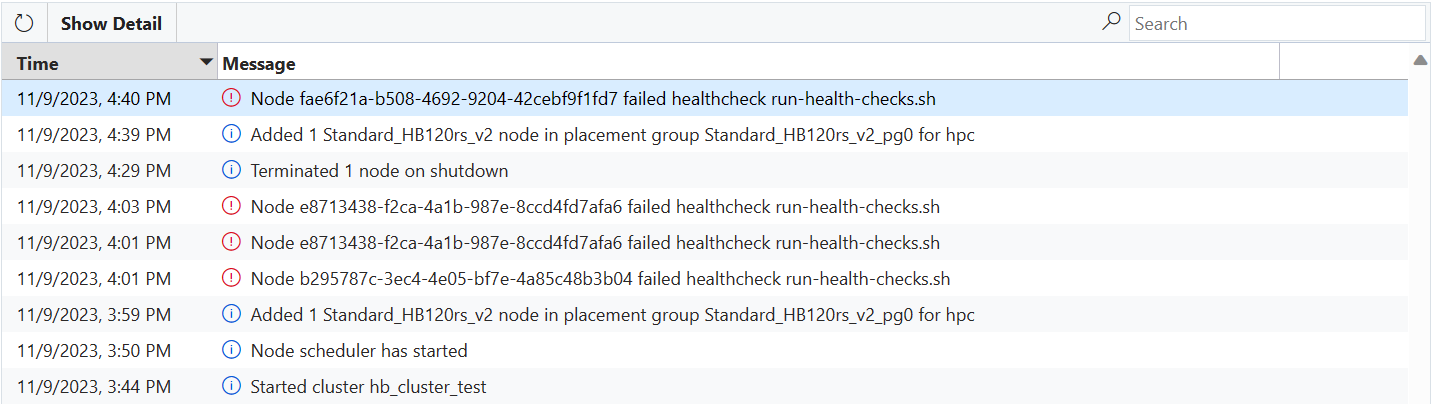 Show Detail Search
Time Message
11/9/2023, 4:40 PM Node fae6f21a-b508-4692-9204-42cebf9f1fd7 failed healthcheck run-health-checks.sh
11/9/2023, 4:39 PM Added 1 Standard_HB120rs_v2 node in placement group Standard_HB120rs_v2_pg0 for hpc
11/9/2023, 4:29 PM Terminated 1 node on shutdown
11/9/2023, 4:03 PM Node e8713438-f2ca-4a1b-987e-8ccd4fd7afa6 failed healthcheck run-health-checks.sh
11/9/2023, 4:01 PM Node e8713438-f2ca-4a1b-987e-8ccd4fd7afa6 failed healthcheck run-health-checks.sh
11/9/2023, 4:01 PM Node b295787c-3ec4-4e05-bf7e-4a85c48b3b04 failed healthcheck run-health-checks.sh
11/9/2023, 3:59 PM Added 1 Standard_HB120rs_v2 node in placement group Standard_HB120rs_v2_pg0 for hpc
11/9/2023, 3:50 PM Node scheduler has started
11/9/2023, 3:44 PM Started cluster hb_cluster_test